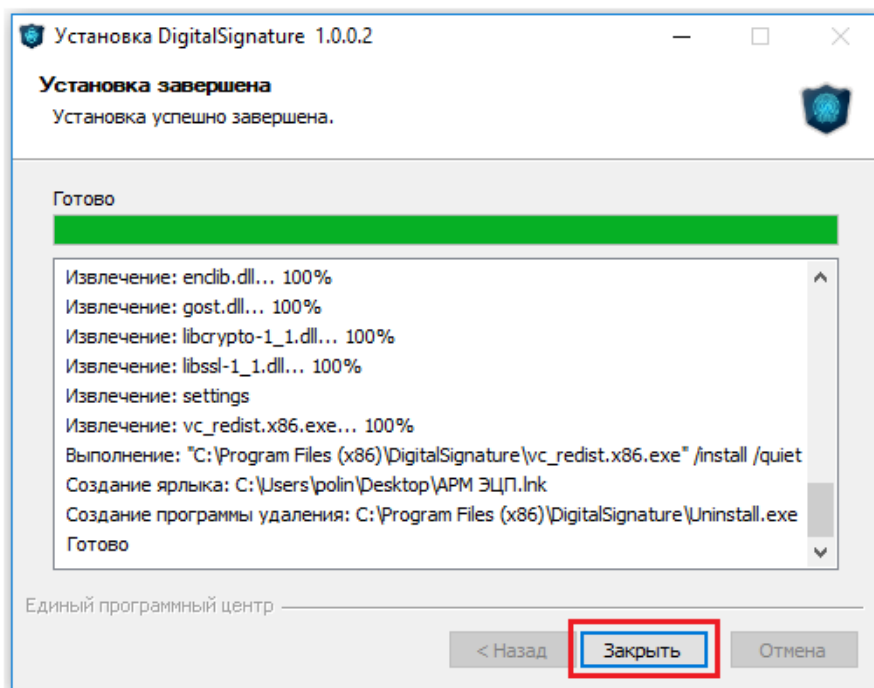 Установка DigitalSignature 1.0.0.2
Установка завершена
Установка успешно завершена.
Готово
Извлечение: enclib.dll... 100%
Извлечение: gost.dll... 100%
Извлечение: libcrypto-1_1.dll... 100%
Извлечение: libssl-1_1.dll... 100%
Извлечение: settings
Извлечение: vc_redist.x86.exe... 100%
Выполнение: "C:\Program Files (x86)\DigitalSignature\vc_redist.x86.exe" /install /quiet
Создание ярлыка: C:\Users\polin\Desktop\АРМ ЭЦП.lnk
Создание программы удаления: C:\Program Files (x86)\DigitalSignature\Uninstall.exe
Готово
Единый программный центр
< Назад Закрыть Отмена